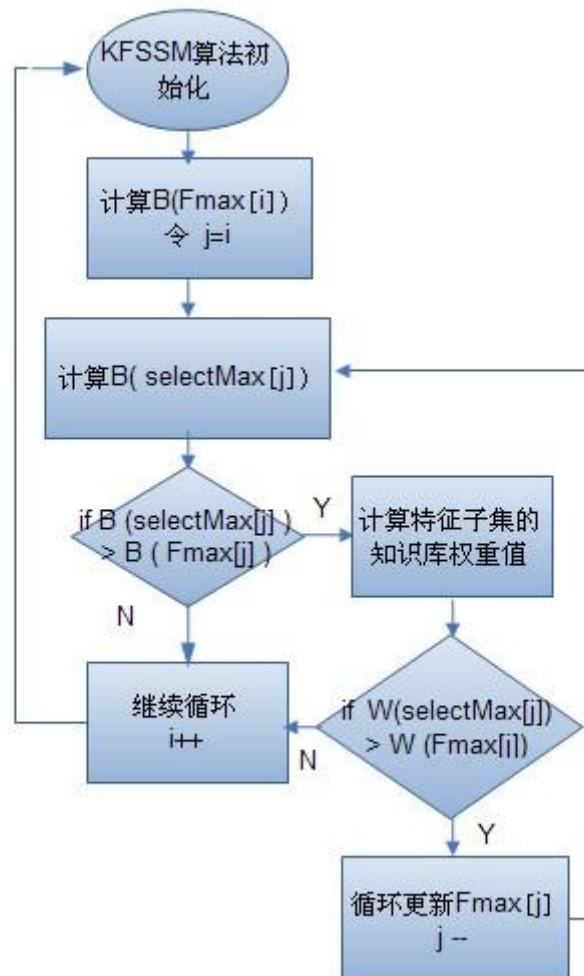 KFSSM算法初
始化
计算B(Fmax[i])
令 j=i
计算B( selectMax[j])
if B (selectMax[j] )
> B ( Fmax[j] )
Y
计算特征子集的
知识库权重值
N
继续循环
i++
if W(selectMax[j])
> W (Fmax[j])
N
Y
循环更新Fmax[j]
j --